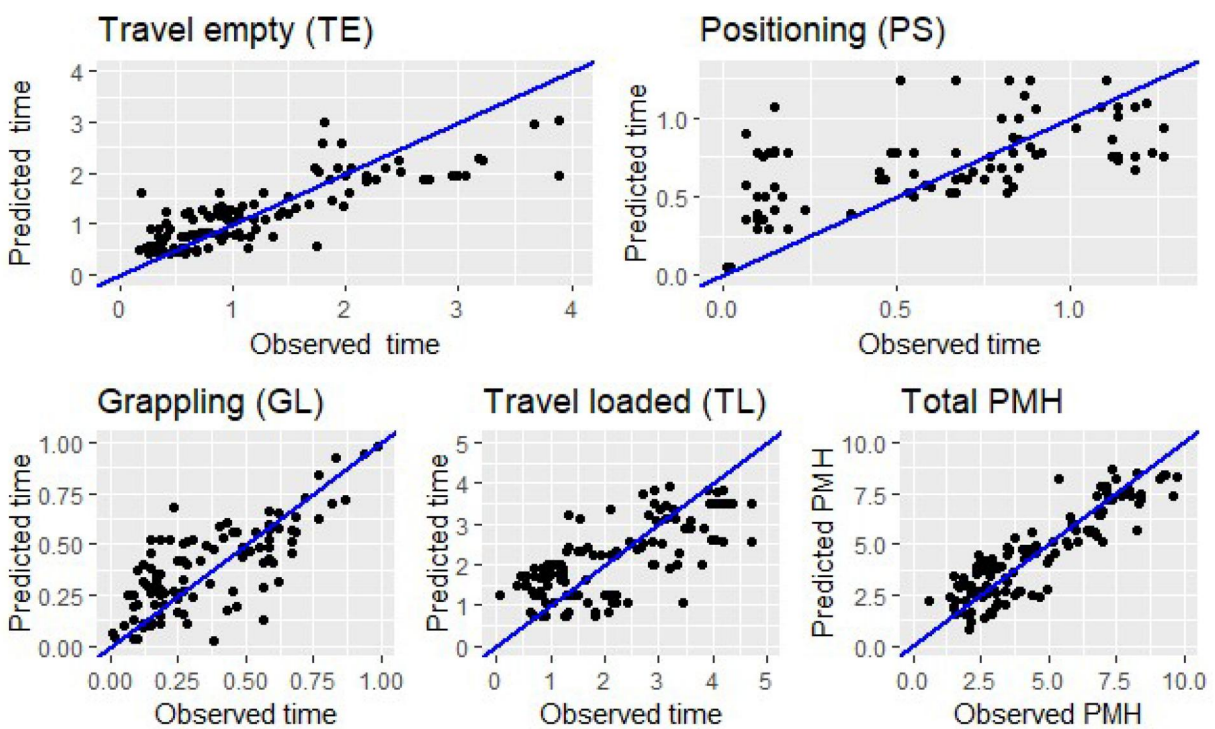 Travel empty (TE)
Predicted  time
4
3
2
1
0
0 1 2 3 4
Observed  time
Positioning (PS)
Predicted time
1.0
0.5
0.0
0.0 0.5 1.0
Observed time
Grappling (GL)
Predicted time
1.00
0.75
0.50
0.25
0.00
0.00 0.25 0.50 0.75 1.00
Observed time
Travel loaded (TL)
Predicted time
5
4
3
2
1
0
0 1 2 3 4 5
Observed time
Total PMH
Predicted PMH
10.0
7.5
5.0
2.5
0.0
0.0 2.5 5.0 7.5 10.0
Observed PMH